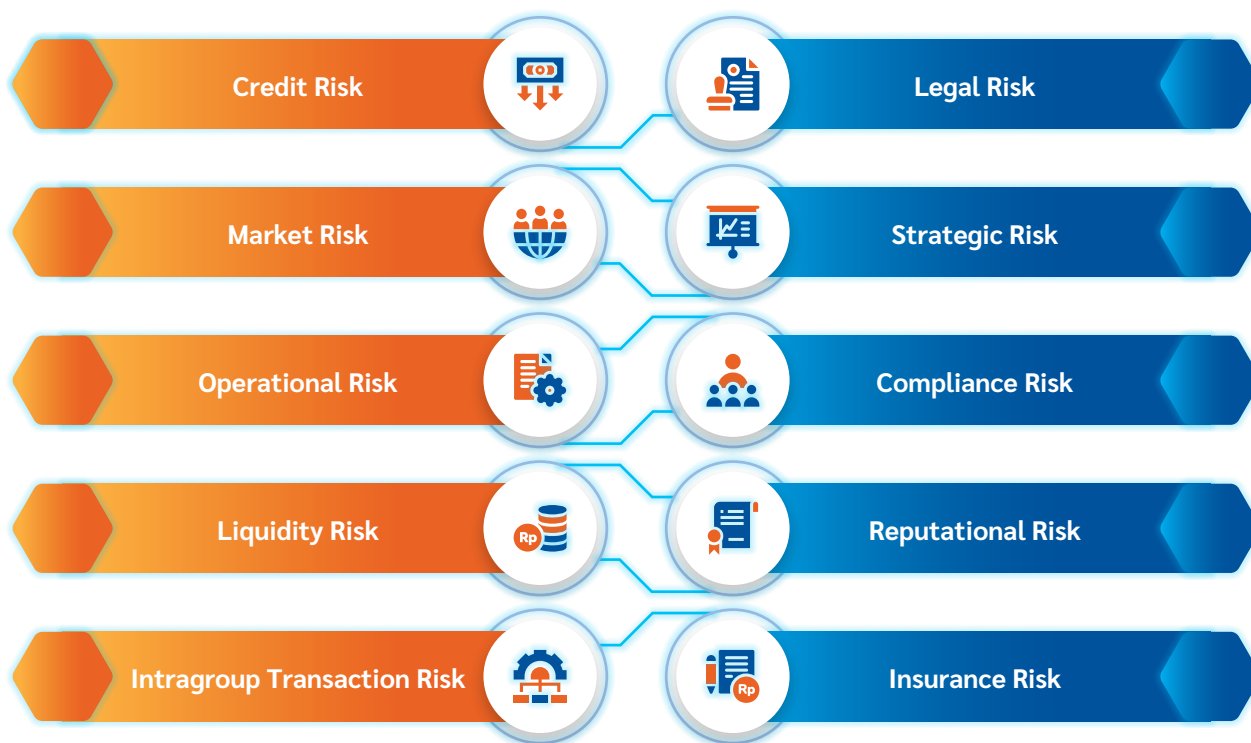 Credit Risk
Legal Risk
Market Risk
Strategic Risk
Operational Risk
Compliance Risk
Liquidity Risk
Rp
Reputational Risk
Intragroup Transaction Risk
Rp
Insurance Risk